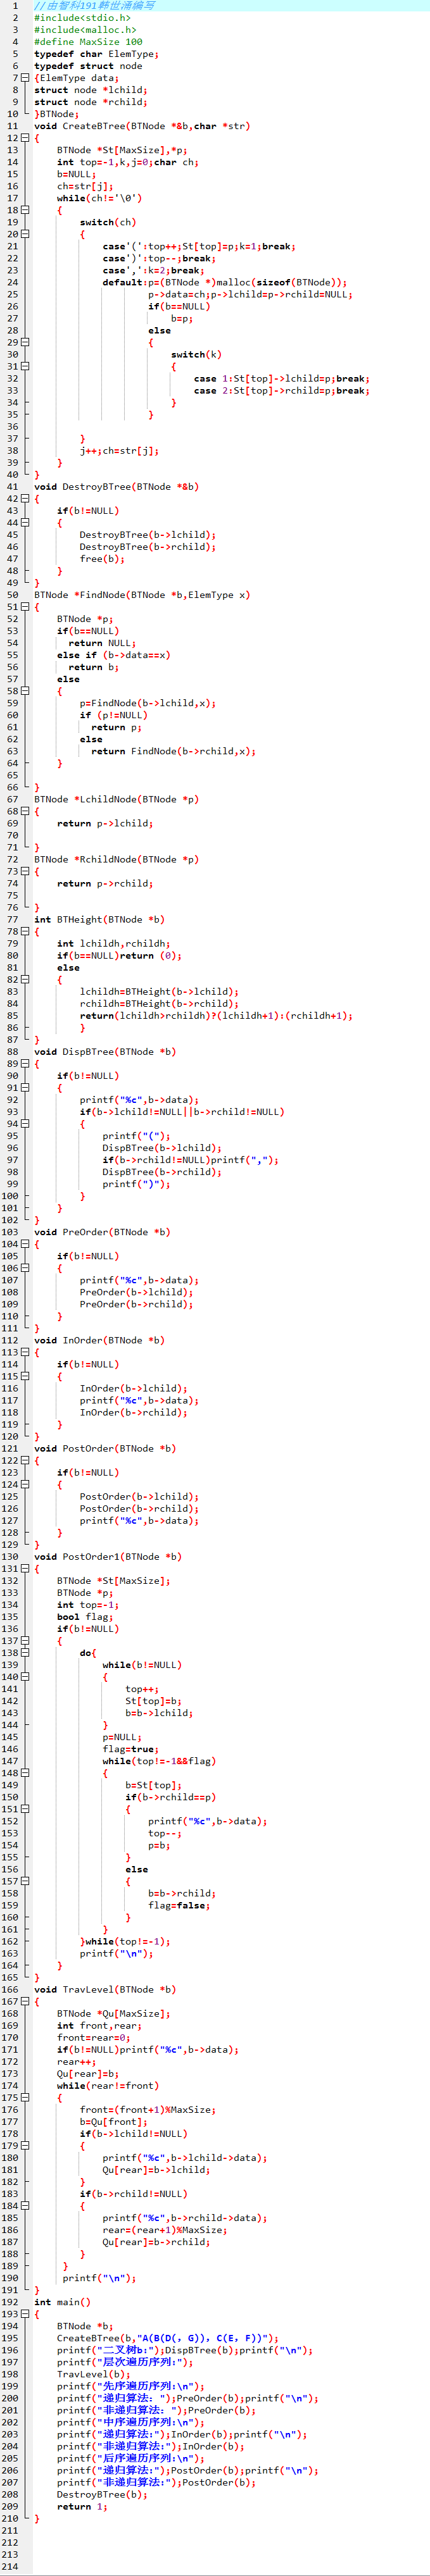 1 //由智科191韩世涌编写
2 #include<stdio.h>
3 #include<malloc.h>
4 #define MaxSize 100
5 typedef char ElemType;
6 typedef struct node
7 {ElemType data;
8 struct node *lchild;
9 struct node *rchild;
10 }BTNode;
11 void CreateBTree(BTNode *&b,char *str)
12 {
13 BTNode *St[MaxSize],*p;
14 int top=-1,k,j=0;char ch;
15 b=NULL;
16 ch=str[j];
17 while(ch!='\0')
18 {
19 switch(ch)
20 {
21 case'(':top++;St[top]=p;k=1;break;
22 case')':top--;break;
23 case',':k=2;break;
24 default:p=(BTNode *)malloc(sizeof(BTNode));
25 p->data=ch;p->lchild=p->rchild=NULL;
26 if(b==NULL)
27 b=p;
28 else
29 {
30 switch(k)
31 {
32 case 1:St[top]->lchild=p;break;
33 case 2:St[top]->rchild=p;break;
34 }
35 }
36
37 }
38 j++;ch=str[j];
39 }
40 }
41 void DestroyBTree(BTNode *&b)
42 {
43 if(b!=NULL)
44 {
45 DestroyBTree(b->lchild);
46 DestroyBTree(b->rchild);
47 free(b);
48 }
49 }
50 BTNode *FindNode(BTNode *b,ElemType x)
51 {
52 BTNode *p;
53 if(b==NULL)
54 return NULL;
55 else if (b->data==x)
56 return b;
57 else
58 {
59 p=FindNode(b->lchild,x);
60 if (p!=NULL)
61 return p;
62 else
63 return FindNode(b->rchild,x);
64 }
65
66 }
67 BTNode *LchildNode(BTNode *p)
68 {
69 return p->lchild;
70
71 }
72 BTNode *RchildNode(BTNode *p)
73 {
74 return p->rchild;
75
76 }
77 int BTHeight(BTNode *b)
78 {
79 int lchildh,rchildh;
80 if(b==NULL)return (0);
81 else
82 {
83 lchildh=BTHeight(b->lchild);
84 rchildh=BTHeight(b->rchild);
85 return(lchildh>rchildh)?(lchildh+1):(rchildh+1);
86 }
87 }
88 void DispBTree(BTNode *b)
89 {
90 if(b!=NULL)
91 {
92 printf("%c",b->data);
93 if(b->lchild!=NULL||b->rchild!=NULL)
94 {
95 printf("(");
96 DispBTree(b->lchild);
97 if(b->rchild!=NULL)printf(",");
98 DispBTree(b->rchild);
99 printf(")");
100 }
101 }
102 }
103 void PreOrder(BTNode *b)
104 {
105 if(b!=NULL)
106 {
107 printf("%c",b->data);
108 PreOrder(b->lchild);
109 PreOrder(b->rchild);
110 }
111 }
112 void InOrder(BTNode *b)
113 {
114 if(b!=NULL)
115 {
116 InOrder(b->lchild);
117 printf("%c",b->data);
118 InOrder(b->rchild);
119 }
120 }
121 void PostOrder(BTNode *b)
122 {
123 if(b!=NULL)
124 {
125 PostOrder(b->lchild);
126 PostOrder(b->rchild);
127 printf("%c",b->data);
128 }
129 }
130 void PostOrder1(BTNode *b)
131 {
132 BTNode *St[MaxSize];
133 BTNode *p;
134 int top=-1;
135 bool flag;
136 if(b!=NULL)
137 {
138 do{
139 while(b!=NULL)
140 {
141 top++;
142 St[top]=b;
143 b=b->lchild;
144 }
145 p=NULL;
146 flag=true;
147 while(top!=-1&&flag)
148 {
149 b=St[top];
150 if(b->rchild==p)
151 {
152 printf("%c",b->data);
153 top--;
154 p=b;
155 }
156 else
157 {
158 b=b->rchild;
159 flag=false;
160 }
161 }
162 }while(top!=-1);
163 printf("\n");
164 }
165 }
166 void TravLevel(BTNode *b)
167 {
168 BTNode *Qu[MaxSize];
169 int front,rear;
170 front=rear=0;
171 if(b!=NULL)printf("%c",b->data);
172 rear++;
173 Qu[rear]=b;
174 while(rear!=front)
175 {
176 front=(front+1)%MaxSize;
177 b=Qu[front];
178 if(b->lchild!=NULL)
179 {
180 printf("%c",b->lchild->data);
181 Qu[rear]=b->lchild;
182 }
183 if(b->rchild!=NULL)
184 {
185 printf("%c",b->rchild->data);
186 rear=(rear+1)%MaxSize;
187 Qu[rear]=b->rchild;
188 }
189 }
190 printf("\n");
191 }
192 int main()
193 {
194 BTNode *b;
195 CreateBTree(b,"A(B(D(，G))，C(E，F))");
196 printf("二叉树b:");DispBTree(b);printf("\n");
197 printf("层次遍历序列:");
198 TravLevel(b);
199 printf("先序遍历序列:\n");
200 printf("递归算法：");PreOrder(b);printf("\n");
201 printf("非递归算法：");PreOrder(b);
202 printf("中序遍历序列:\n");
203 printf("递归算法:");InOrder(b);printf("\n");
204 printf("非递归算法:");InOrder(b);
205 printf("后序遍历序列:\n");
206 printf("递归算法:");PostOrder(b);printf("\n");
207 printf("非递归算法:");PostOrder(b);
208 DestroyBTree(b);
209 return 1;
210 }
211
212
213
214